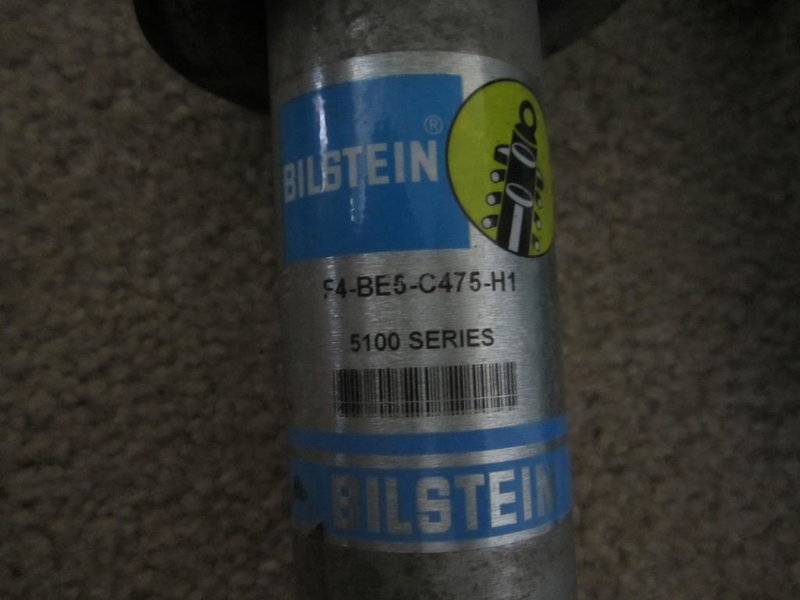 BILSTEIN®
F4-BE5-C475-H1
5100 SERIES
BILSTEIN